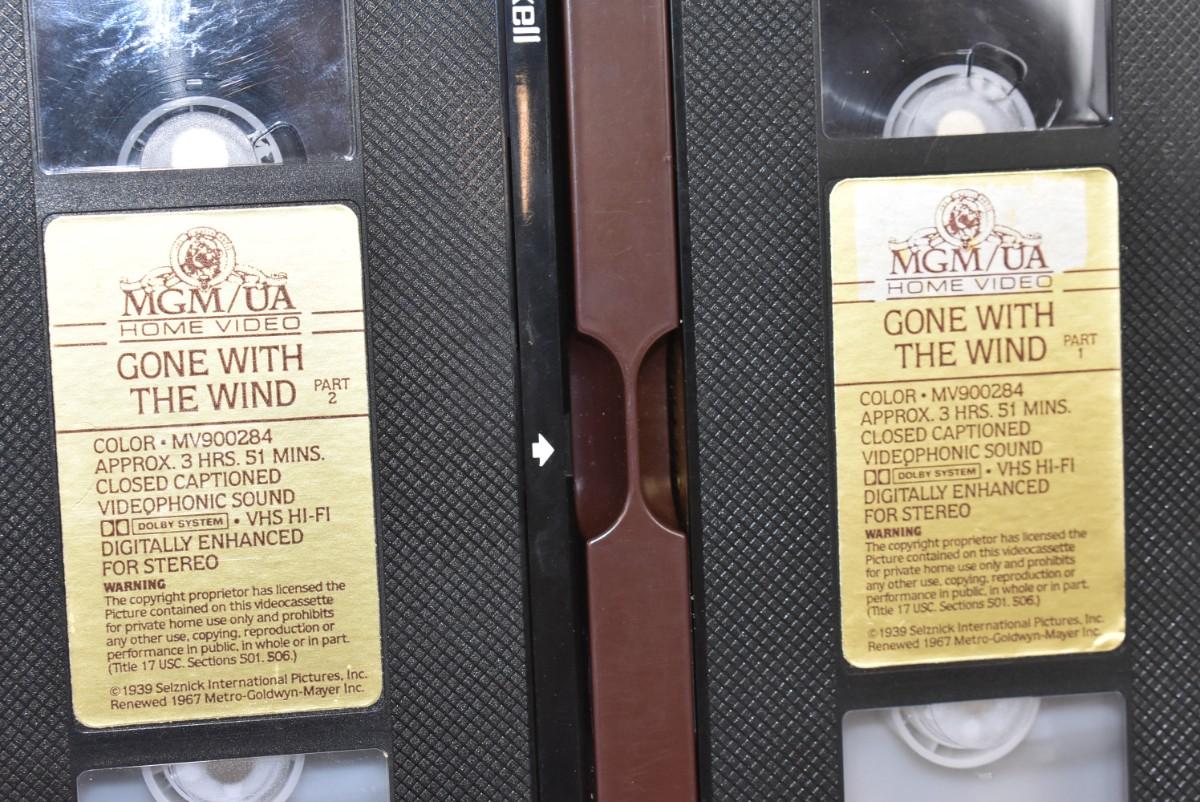 MGM/UA
HOME VIDEO
GONE WITH
THE WIND
PART
2
COLOR • MV900284
APPROX. 3 HRS. 51 MINS.
CLOSED CAPTIONED
VIDEOPHONIC SOUND
DOLBY SYSTEM • VHS HI-FI
DIGITALLY ENHANCED
FOR STEREO
WARNING
The copyright proprietor has licensed the
Picture contained on this videocassette
for private home use only and prohibits
any other use, copying, reproduction or
performance in public, in whole or in part.
(Title 17 USC. Sections 501. 506.)
©1939 Selznick International Pictures, Inc.
Renewed 1967 Metro-Goldwyn-Mayer Inc.
MGM/UA
HOME VIDEO
GONE WITH
THE WIND
PART
1
COLOR • MV900284
APPROX. 3 HRS. 51 MINS.
CLOSED CAPTIONED
VIDEOPHONIC SOUND
DOLBY SYSTEM • VHS HI-FI
DIGITALLY ENHANCED
FOR STEREO
WARNING
The copyright proprietor has licensed the
Picture contained on this videocassette
for private home use only and prohibits
any other use, copying, reproduction or
performance in public, in whole or in part.
(Title 17 USC. Sections 501. 506.)
©1939 Selznick International Pictures, Inc.
Renewed 1967 Metro-Goldwyn-Mayer Inc.